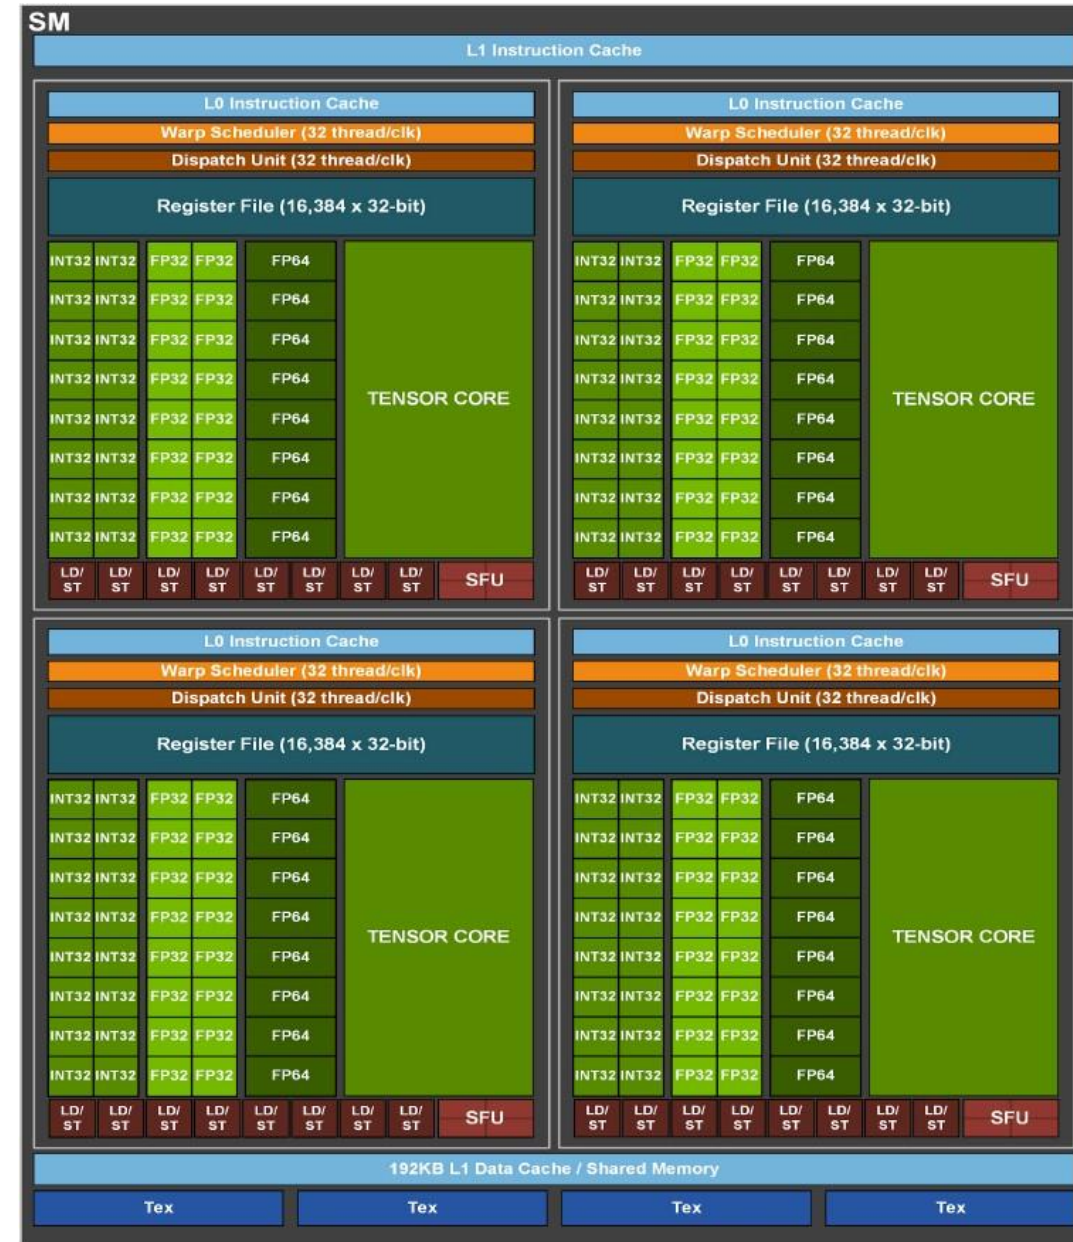 SM
L1 Instruction Cache
L0 Instruction Cache
Warp Scheduler (32 thread/clk)
Dispatch Unit (32 thread/clk)
Register File (16,384 x 32-bit)
INT32 INT32 FP32 FP32 FP64
INT32 INT32 FP32 FP32 FP64
INT32 INT32 FP32 FP32 FP64
INT32 INT32 FP32 FP32 FP64
INT32 INT32 FP32 FP32 FP64
INT32 INT32 FP32 FP32 FP64
INT32 INT32 FP32 FP32 FP64
INT32 INT32 FP32 FP32 FP64
TENSOR CORE
LD/ LD/ LD/ LD/ LD/ LD/ LD/ LD/
ST ST ST ST ST ST ST ST
SFU
L0 Instruction Cache
Warp Scheduler (32 thread/clk)
Dispatch Unit (32 thread/clk)
Register File (16,384 x 32-bit)
INT32 INT32 FP32 FP32 FP64
INT32 INT32 FP32 FP32 FP64
INT32 INT32 FP32 FP32 FP64
INT32 INT32 FP32 FP32 FP64
INT32 INT32 FP32 FP32 FP64
INT32 INT32 FP32 FP32 FP64
INT32 INT32 FP32 FP32 FP64
INT32 INT32 FP32 FP32 FP64
TENSOR CORE
LD/ LD/ LD/ LD/ LD/ LD/ LD/ LD/
ST ST ST ST ST ST ST ST
SFU
L0 Instruction Cache
Warp Scheduler (32 thread/clk)
Dispatch Unit (32 thread/clk)
Register File (16,384 x 32-bit)
INT32 INT32 FP32 FP32 FP64
INT32 INT32 FP32 FP32 FP64
INT32 INT32 FP32 FP32 FP64
INT32 INT32 FP32 FP32 FP64
INT32 INT32 FP32 FP32 FP64
INT32 INT32 FP32 FP32 FP64
INT32 INT32 FP32 FP32 FP64
INT32 INT32 FP32 FP32 FP64
TENSOR CORE
LD/ LD/ LD/ LD/ LD/ LD/ LD/ LD/
ST ST ST ST ST ST ST ST
SFU
L0 Instruction Cache
Warp Scheduler (32 thread/clk)
Dispatch Unit (32 thread/clk)
Register File (16,384 x 32-bit)
INT32 INT32 FP32 FP32 FP64
INT32 INT32 FP32 FP32 FP64
INT32 INT32 FP32 FP32 FP64
INT32 INT32 FP32 FP32 FP64
INT32 INT32 FP32 FP32 FP64
INT32 INT32 FP32 FP32 FP64
INT32 INT32 FP32 FP32 FP64
INT32 INT32 FP32 FP32 FP64
TENSOR CORE
LD/ LD/ LD/ LD/ LD/ LD/ LD/ LD/
ST ST ST ST ST ST ST ST
SFU
192KB L1 Data Cache / Shared Memory
Tex Tex Tex Tex